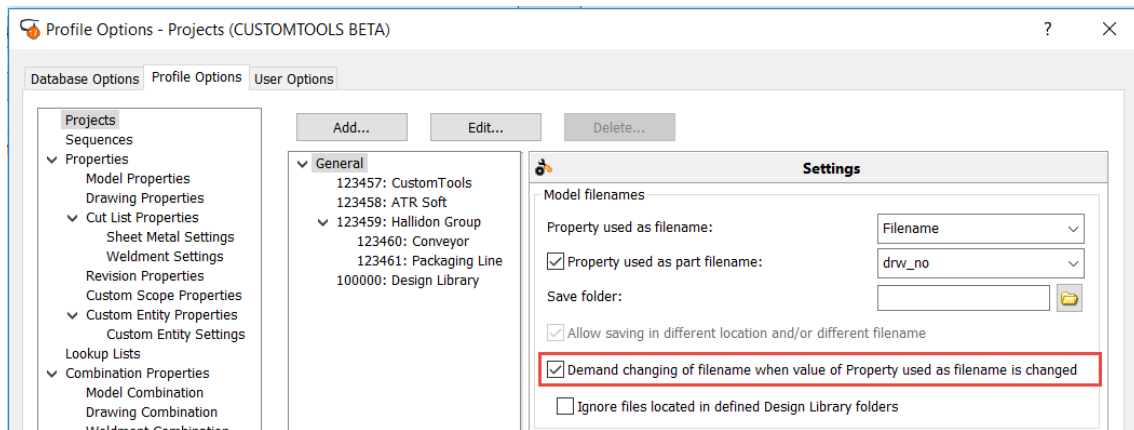 Profile Options - Projects (CUSTOMTOOLS BETA)
?
Database Options
Profile Options
User Options
Projects
Sequences
Properties
Model Properties
Drawing Properties
Cut List Properties
Sheet Metal Settings
Weldment Settings
Revision Properties
Custom Scope Properties
Custom Entity Properties
Custom Entity Settings
Lookup Lists
Combination Properties
Model Combination
Drawing Combination
Weldment Combination
Add...
Edit...
Delete...
General
123457: CustomTools
123458: ATR Soft
123459: Hallidon Group
123460: Conveyor
123461: Packaging Line
100000: Design Library
Settings
Model filenames
Property used as filename:
Filename
Property used as part filename:
drw_no
Save folder:
Allow saving in different location and/or different filename
Demand changing of filename when value of Property used as filename is changed
Ignore files located in defined Design Library folders